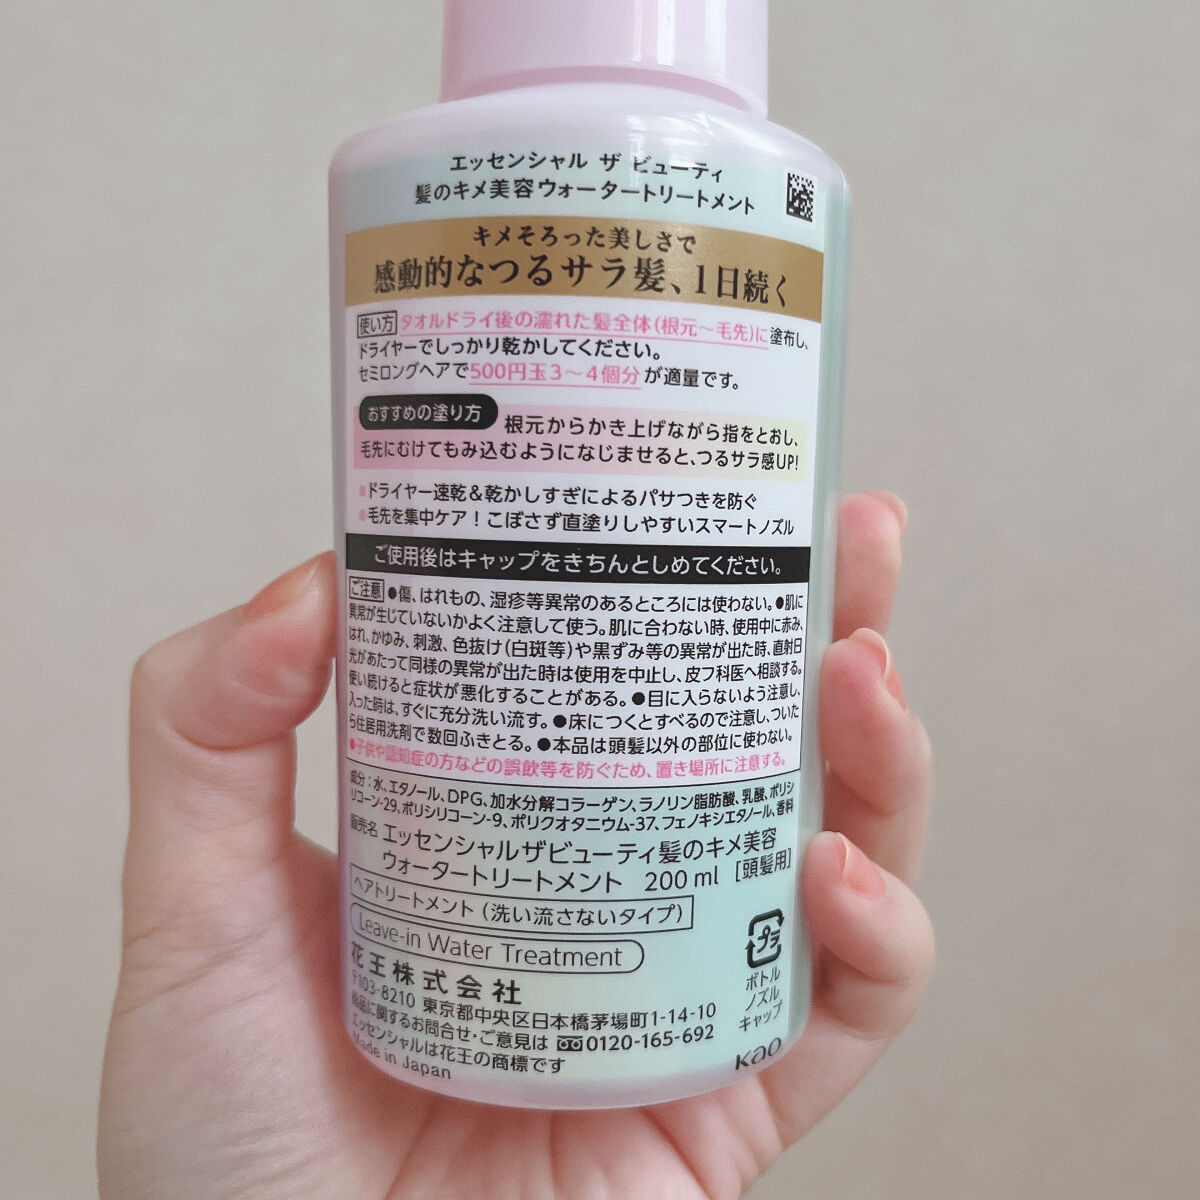 エッセンシャル ザ ビューティ
髪のキメ美容ウォータートリートメント
キメそろった美しさで
感動的なつるサラ髪、1日続く
使い方 タオルドライ後の濡れた髪全体(根元～毛先)に塗布し、
ドライヤーでしっかり乾かしてください。
セミロングヘアで500円玉3～4個分が適量です。
おすすめの塗り方 根元からかき上げながら指をとおし、
毛先にむけてもみ込むようになじませると、つるサラ感UP!
●ドライヤー速乾&乾かしすぎによるパサつきを防ぐ
●毛先を集中ケア！こぼさず直塗りしやすいスマートノズル
ご使用後はキャップをきちんとしめてください。
ご注意 ●傷、はれもの、湿疹等異常のあるところには使わない。●肌に
異常が生じていないかよく注意して使う。肌に合わない時、使用中に赤み、
はれ、かゆみ、刺激、色抜け(白斑等)や黒ずみ等の異常が出た時、直射日
光があたって同様の異常が出た時は使用を中止し、皮フ科医へ相談する。
使い続けると症状が悪化することがある。●目に入らないよう注意し、
入った時は、すぐに充分洗い流す。●床につくとすべるので注意し、ついた
ら住居用洗剤で数回ふきとる。●本品は頭髪以外の部位に使わない。
●子供や認知症の方などの誤飲等を防ぐため、置き場所に注意する。
成分：水、エタノール、DPG、加水分解コラーゲン、ラノリン脂肪酸、乳酸、ポリシ
リコーン-29、ポリシリコーン-9、ポリクオタニウム-37、フェノキシエタノール、香料
販売名 エッセンシャルザビューティ髪のキメ美容
ウォータートリートメント 200ml [頭髪用]
ヘアトリートメント(洗い流さないタイプ)
Leave-in Water Treatment
花王株式会社
〒103-8210 東京都中央区日本橋茅場町1-14-10
商品に関するお問合せ・ご意見は 0120-165-692
エッセンシャルは花王の商標です
Made in Japan
プラ
ボトル
ノズル
キャップ
Kao